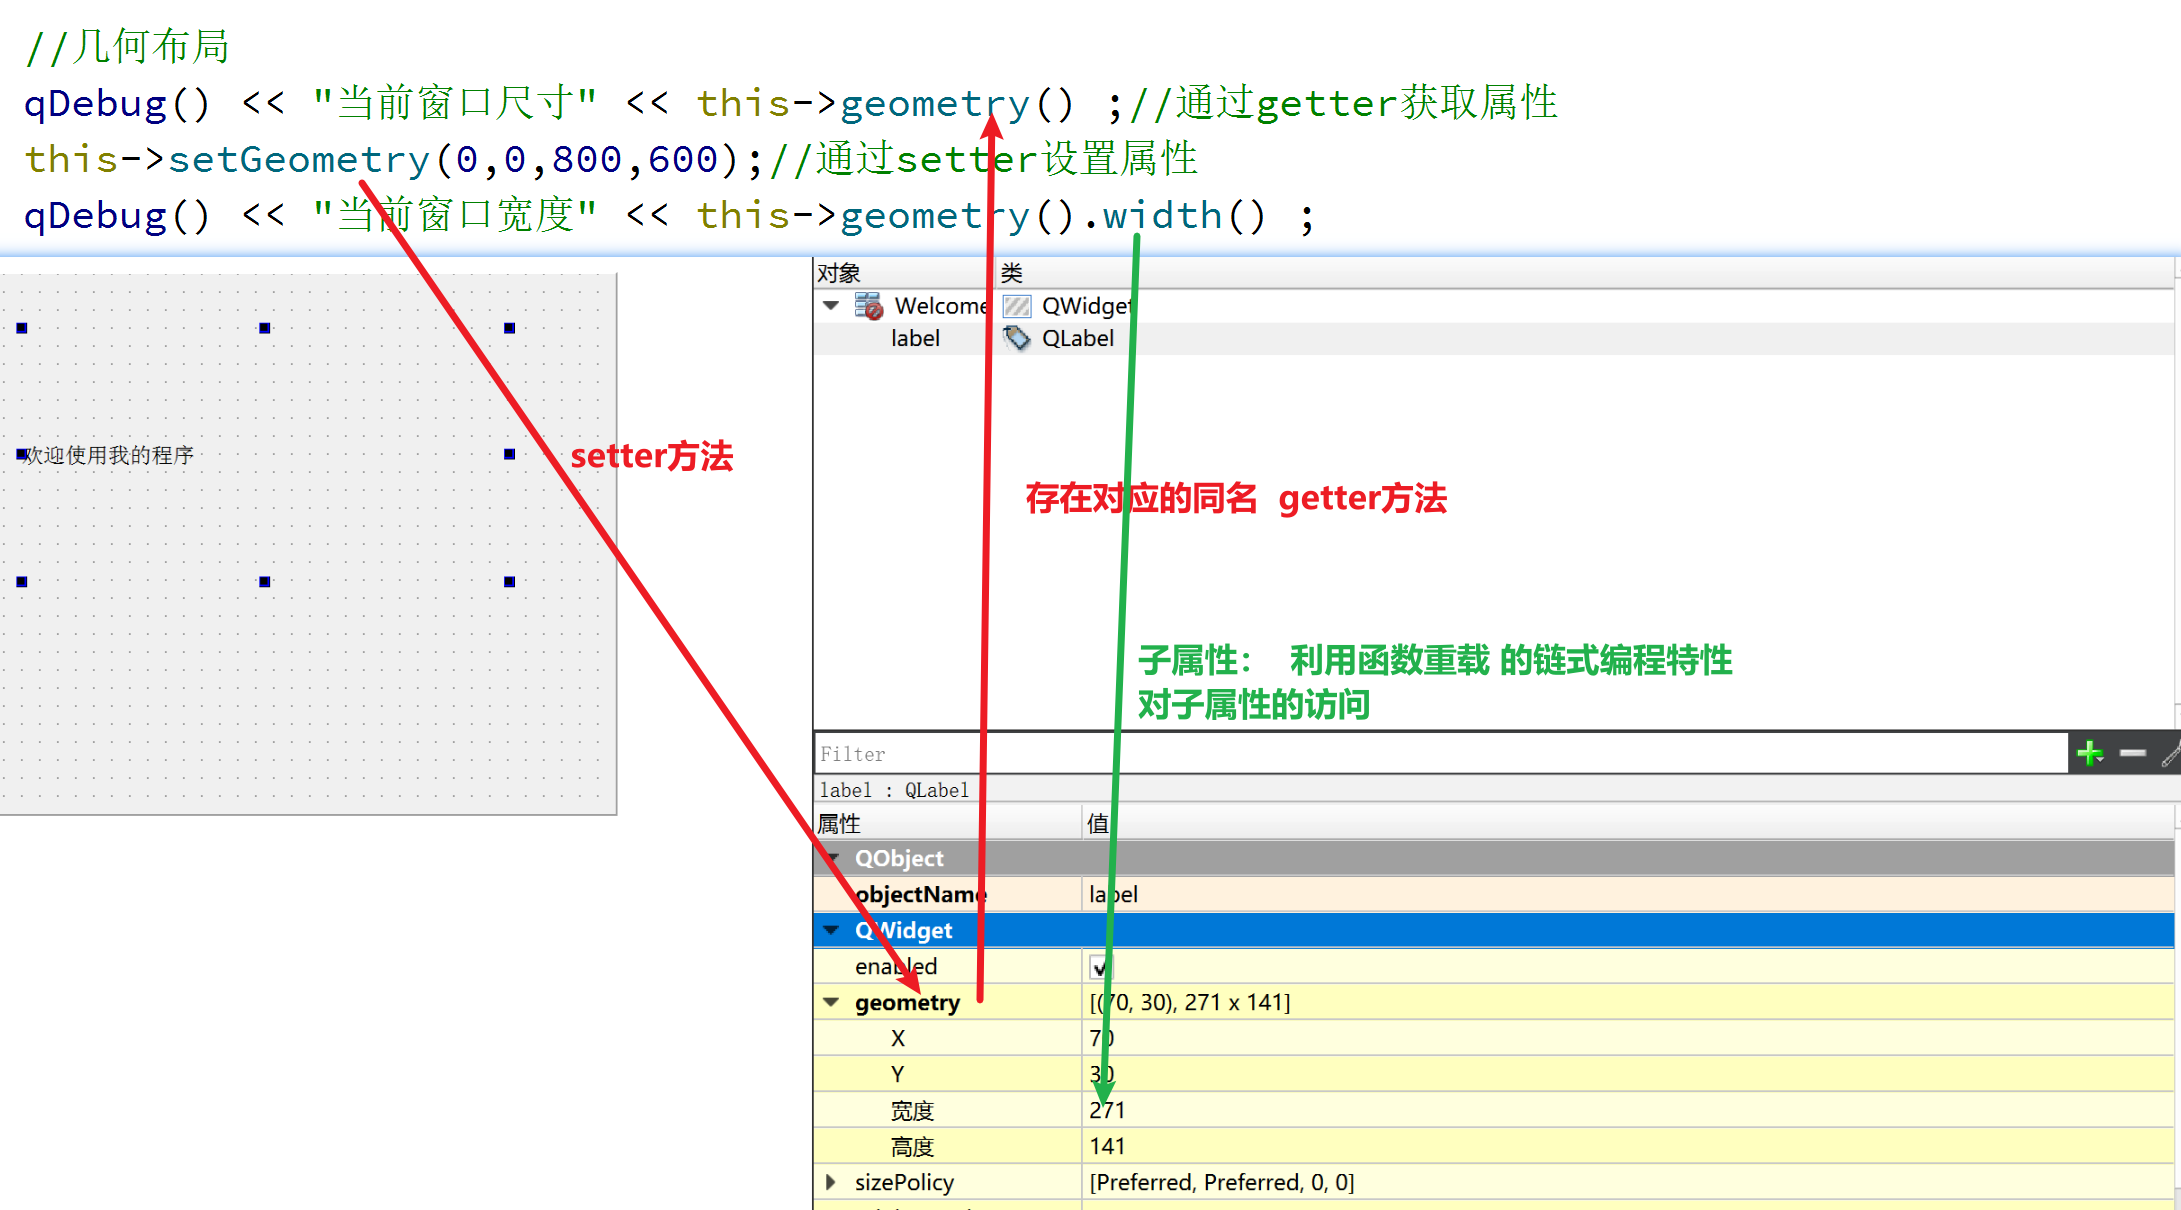 //几何布局
qDebug() << "当前窗口尺寸" << this->geometry() ;//通过getter获取属性
this->setGeometry(0,0,800,600);//通过setter设置属性
qDebug() << "当前窗口宽度" << this->geometry().width() ;
对象 类
Welcome QWidget
label QLabel
欢迎使用我的程序
setter方法
存在对应的同名 getter方法
子属性： 利用函数重载 的链式编程特性
对子属性的访问
Filter
label : QLabel
属性 值
QObject
objectName label
QWidget
enabled
geometry [(70, 30), 271 x 141]
X 70
Y 30
宽度 271
高度 141
sizePolicy [Preferred, Preferred, 0, 0]